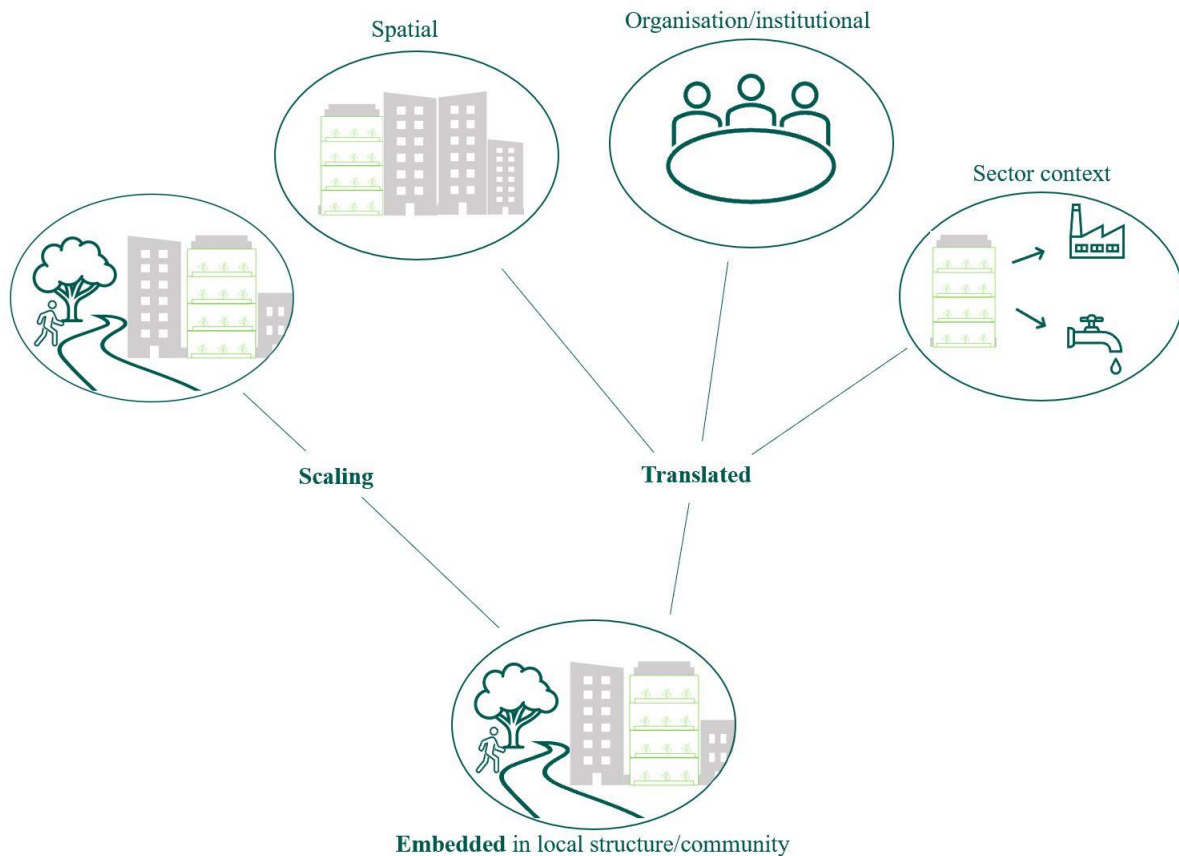 Organisation/institutional
Spatial
Sector context
Scaling
Translated
Embedded in local structure/community